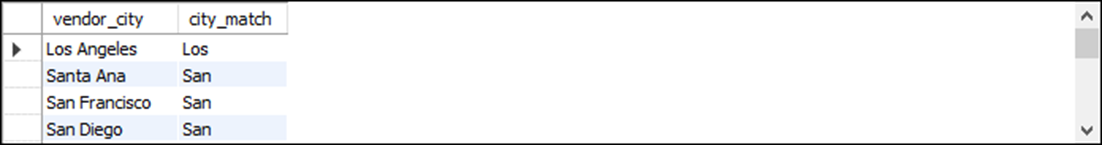 vendor_city city_match
Los Angeles Los
Santa Ana San
San Francisco San
San Diego San